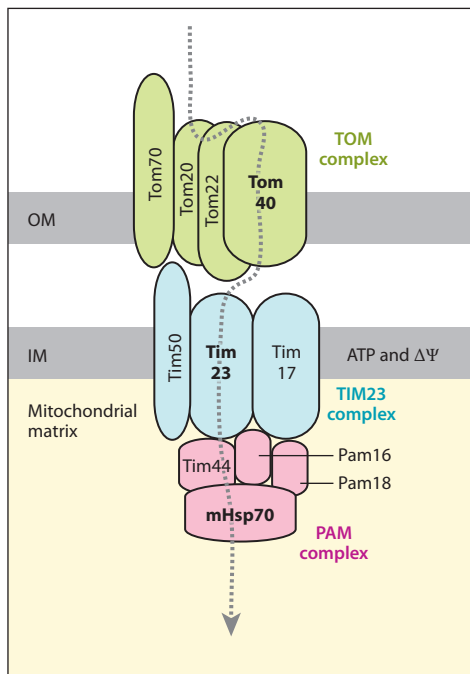 TOM
complex
Tom70
Tom20
Tom22
Tom
40
OM
Tim50
Tim
23
Tim
17
IM
ATP and ΔΨ
TIM23
complex
Mitochondrial
matrix
Tim44
Pam16
Pam18
mHsp70
PAM
complex